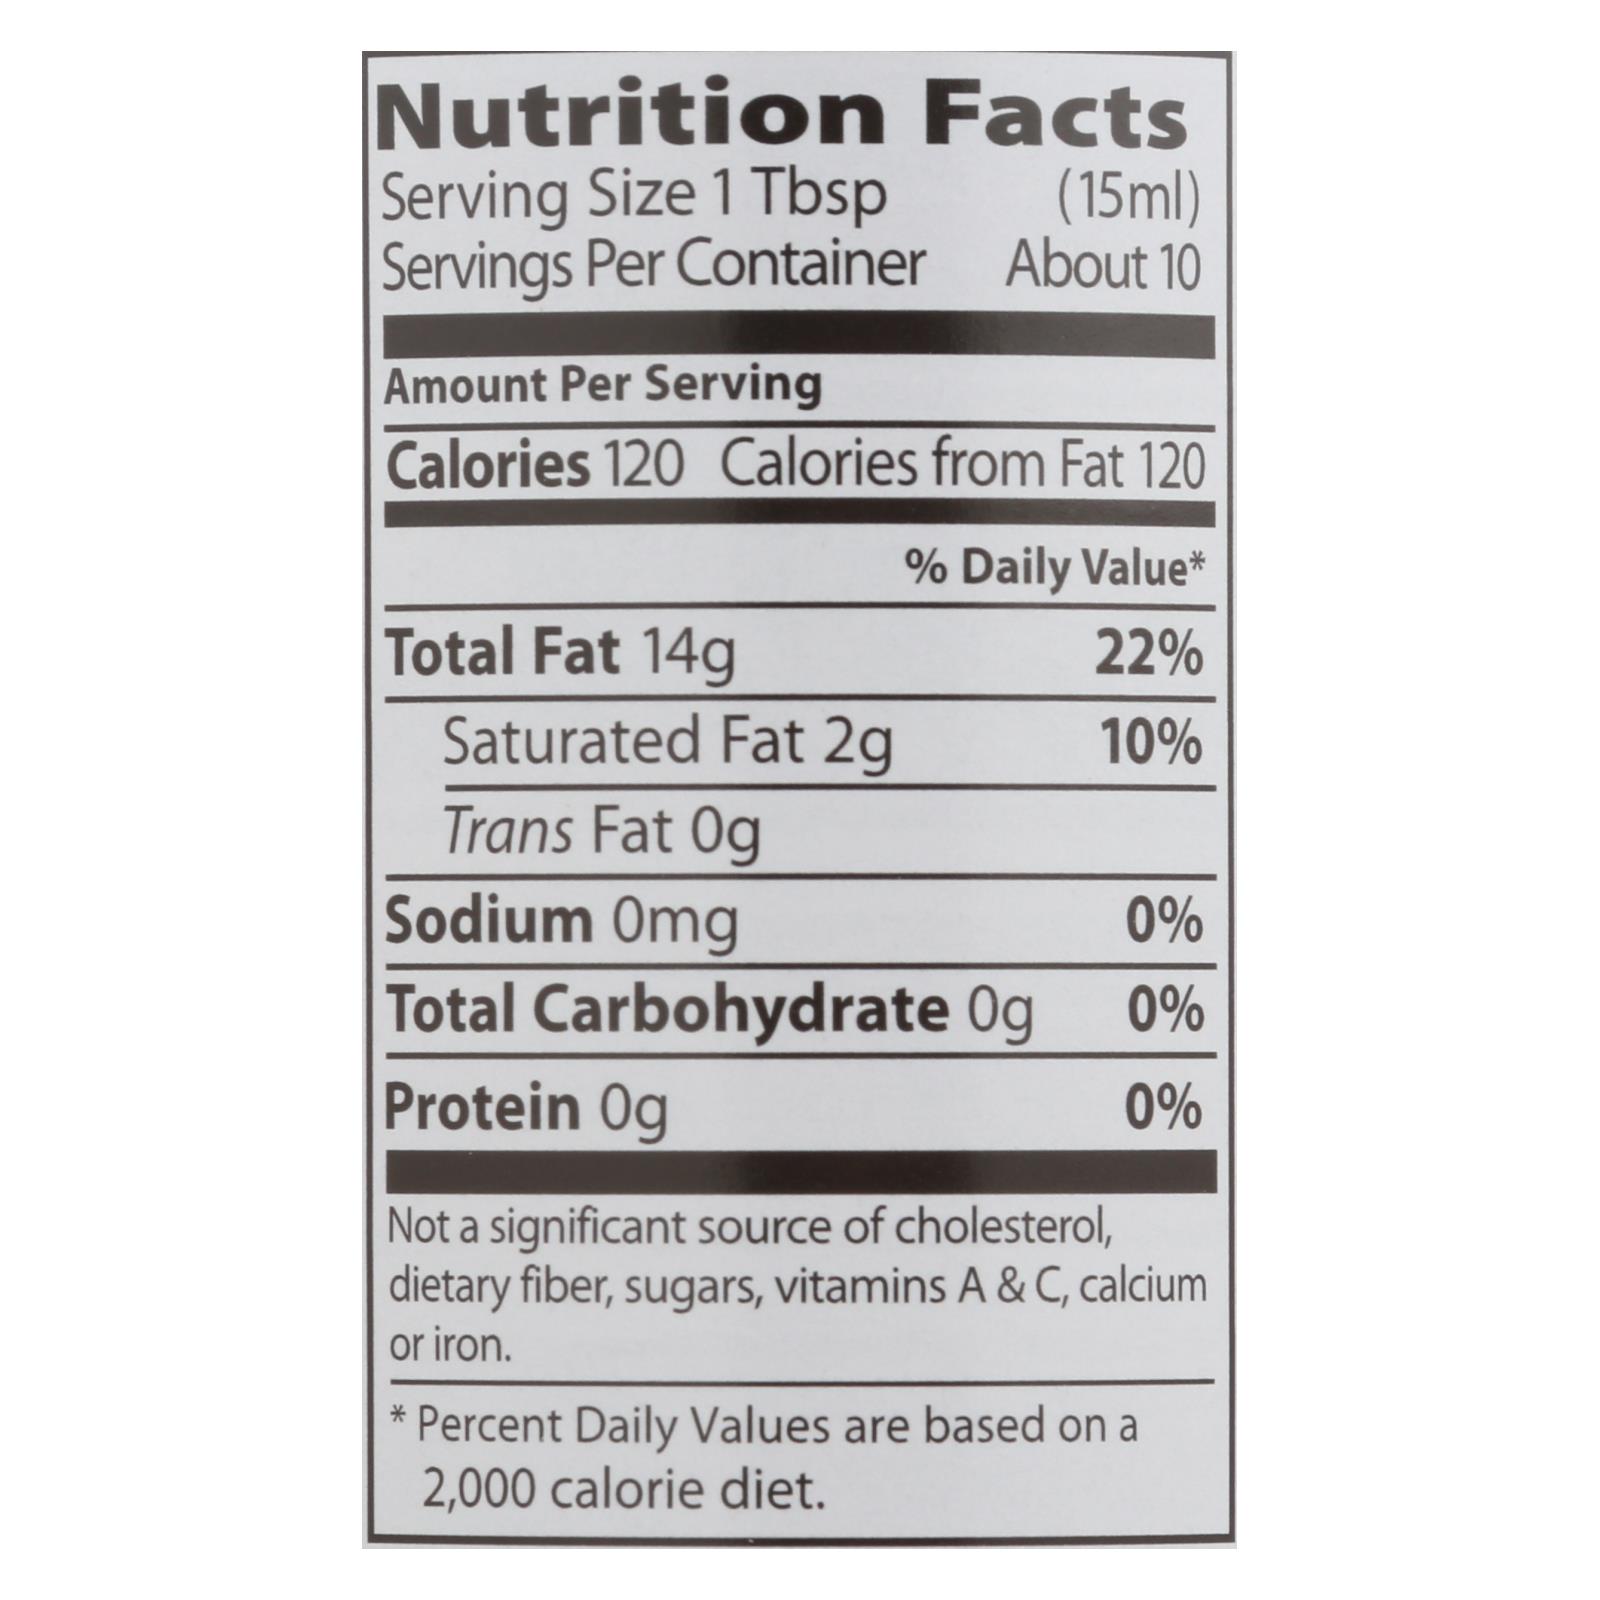 Nutrition Facts
Serving Size 1 Tbsp (15ml)
Servings Per Container About 10
Amount Per Serving
Calories 120 Calories from Fat 120
% Daily Value*
Total Fat 14g 22%
Saturated Fat 2g 10%
Trans Fat 0g
Sodium 0mg 0%
Total Carbohydrate 0g 0%
Protein 0g 0%
Not a significant source of cholesterol,
dietary fiber, sugars, vitamins A & C, calcium
or iron.
* Percent Daily Values are based on a
2,000 calorie diet.